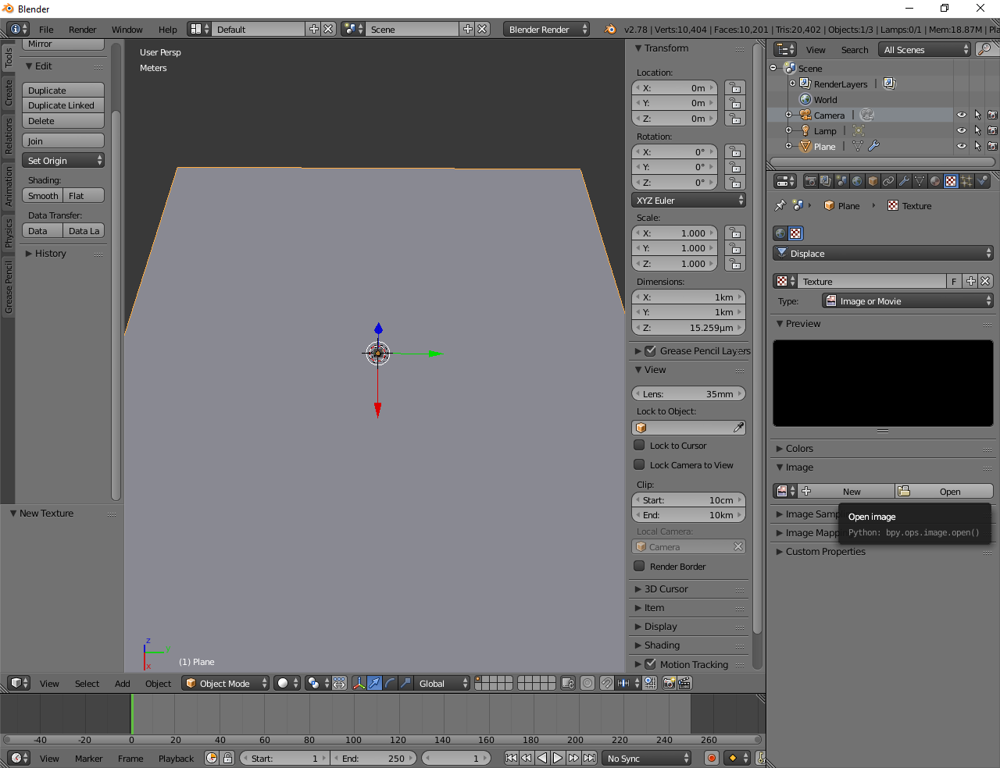 Blender
File Render Window Help Default Scene Blender Render v2.78 | Verts:10,404 | Faces:10,201 | Tris:20,402 | Objects:1/3 | Lamps:0/1 | Mem:18.87M | Pla
Tools
Create
Relations
Animation
Physics
Grease Pencil
Mirror
Edit
Duplicate
Duplicate Linked
Delete
Join
Set Origin
Shading:
Smooth Flat
Data Transfer:
Data Data La
History
New Texture
User Persp
Meters
z
Y
x
(1) Plane
Transform
Location:
X: 0m
Y: 0m
Z: 0m
Rotation:
X: 0°
Y: 0°
Z: 0°
XYZ Euler
Scale:
X: 1.000
Y: 1.000
Z: 1.000
Dimensions:
X: 1km
Y: 1km
Z: 15.259µm
Grease Pencil Layers
View
Lens: 35mm
Lock to Object:
Lock to Cursor
Lock Camera to View
Clip:
Start: 10cm
End: 10km
Local Camera:
Camera
Render Border
3D Cursor
Item
Display
Shading
Motion Tracking
View Search All Scenes
Scene
RenderLayers |
World
Camera |
Lamp |
Plane |
Plane Texture
Displace
Texture F
Type: Image or Movie
Preview
Colors
Image
New Open
Image Samp
Image Mapp
Open image
Python: bpy.ops.image.open()
Custom Properties
View Select Add Object Object Mode Global
-40 -20 0 20 40 60 80 100 120 140 160 180 200 220 240 260
View Marker Frame Playback Start: 1 End: 250 1 No Sync